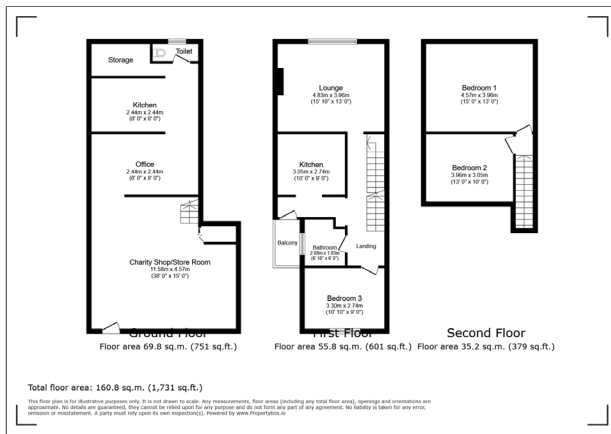 Storage
Toilet
Kitchen
2.44m x 2.44m
(8' 0" x 8' 0")
Office
2.44m x 2.44m
(8' 0" x 8' 0")
Charity Shop/Store Room
11.58m x 4.57m
(38' 0" x 15' 0")
Ground Floor
Floor area 69.8 sq.m. (751 sq.ft.)
Lounge
4.83m x 3.96m
(15' 10" x 13' 0")
Kitchen
3.05m x 2.74m
(10' 0" x 9' 0")
Balcony
Bathroom
2.08m x 1.83m
(6' 10" x 6' 0")
Landing
Bedroom 3
3.30m x 2.74m
(10' 10" x 9' 0")
First Floor
Floor area 55.8 sq.m. (601 sq.ft.)
Bedroom 1
4.57m x 3.96m
(15' 0" x 13' 0")
Bedroom 2
3.96m x 3.05m
(13' 0" x 10' 0")
Second Floor
Floor area 35.2 sq.m. (379 sq.ft.)
Total floor area: 160.8 sq.m. (1,731 sq.ft.)
This floor plan is for illustrative purposes only. It is not drawn to scale. Any measurements, floor areas (including any total floor area), openings and orientations are
approximate. No details are guaranteed, they cannot be relied upon for any purpose and do not form any part of any agreement. No liability is taken for any error,
omission or misstatement. A party must rely upon its own inspection(s). Powered by www.Propertybox.io